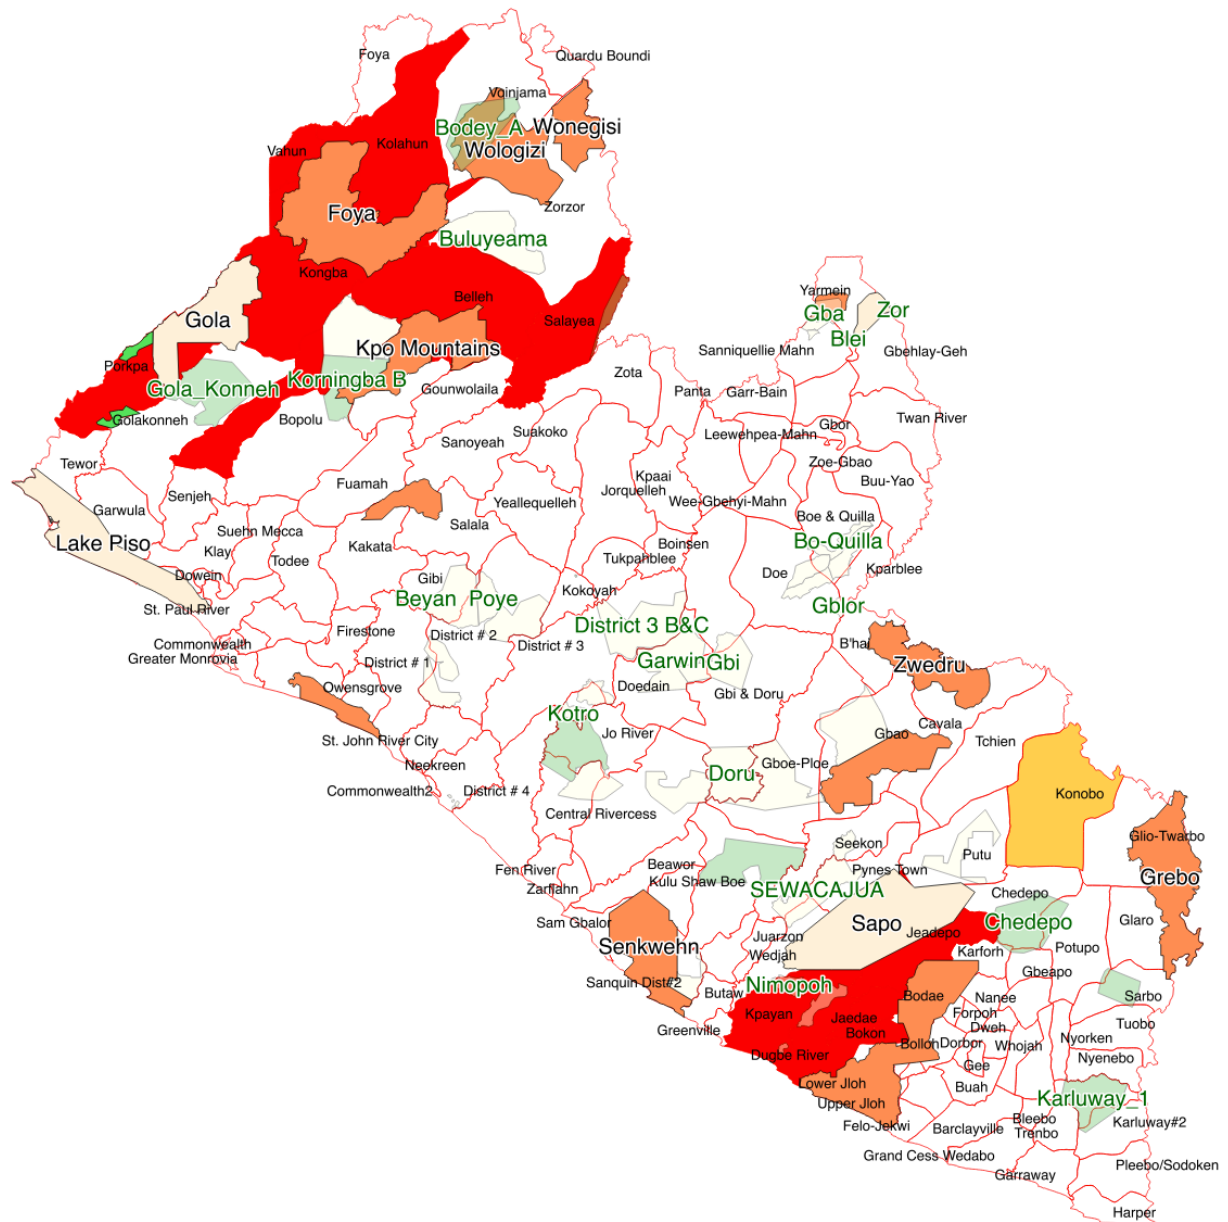 Foya
Quardu Boundi
Voinjama
Bodey_A
Wonegisi
Wologizi
Kolahun
Vahun
Foya
Zorzor
Buluyeama
Kongba
Belleh
Yarmein
Gba
Zor
Blei
Salayea
Gola
Kpo Mountains
Sanniquellie Mahn
Gbehlay-Geh
Porkpa
Gola_Konneh
Korningba B
Gounwolaila
Zota
Panta
Garr-Bain
Golakonneh
Bopolu
Twan River
Gbor
Suakoko
Sanoyeah
Leewehpea-Mahn
Tewor
Zoe-Gbao
Kpaai
Buu-Yao
Fuamah
Jorquelleh
Senjeh
Yeallequelleh
Wee-Gbehyi-Mahn
Garwula
Boe & Quilla
Salala
Suehn Mecca
Lake Piso
Klay
Kakata
Boinsen
Bo-Quilla
Todee
Tukpahblee
Kparblee
Dowein
Gibi
Doe
Kokoyah
Beyan Poye
Gblor
St. Paul River
District 3 B&C
Firestone
District # 2
Commonwealth
District # 3
B'hai
Greater Monrovia
District # 1
Garwin
Gbi
Zwedru
Owensgrove
Doedain
Gbi & Doru
Kotro
Cavala
Jo River
Gbao
St. John River City
Tchien
Neekreen
Gboe-Ploe
Doru
Commonwealth2
District # 4
Konobo
Central Rivercess
Glio-Twarbo
Seekon
Putu
Beawor
Fen River
Pynes Town
Grebo
Kulu Shaw Boe
Zarflahn
SEWACAJUA
Chedepo
Sam Gbalor
Sapo
Chedepo
Glaro
Jeadepo
Juarzon
Senkwehn
Potupo
Wedjah
Karforh
Gbeapo
Sanquin Dist#2
Nimopoh
Butaw
Bodae
Nanee
Sarbo
Kpayan
Forpoh
Jaedae
Tuobo
Greenville
Dweh
Bokon
Nyorken
Bolloh
Dorbor
Whojah
Dugbe River
Nyenebo
Gee
Lower Jloh
Buah
Karluway_1
Upper Jloh
Bleebo
Karluway#2
Felo-Jekwi
Barclayville
Trenbo
Grand Cess Wedabo
Pleebo/Sodoken
Garraway
Harper